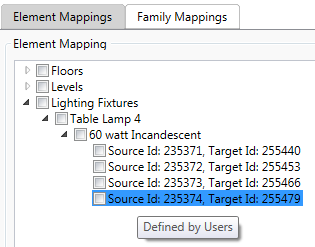 Element Mappings
Family Mappings
Element Mapping
Floors
Levels
Lighting Fixtures
Table Lamp 4
60 watt Incandescent
Source Id: 235371, Target Id: 255440
Source Id: 235372, Target Id: 255453
Source Id: 235373, Target Id: 255466
Source Id: 235374, Target Id: 255479
Defined by Users